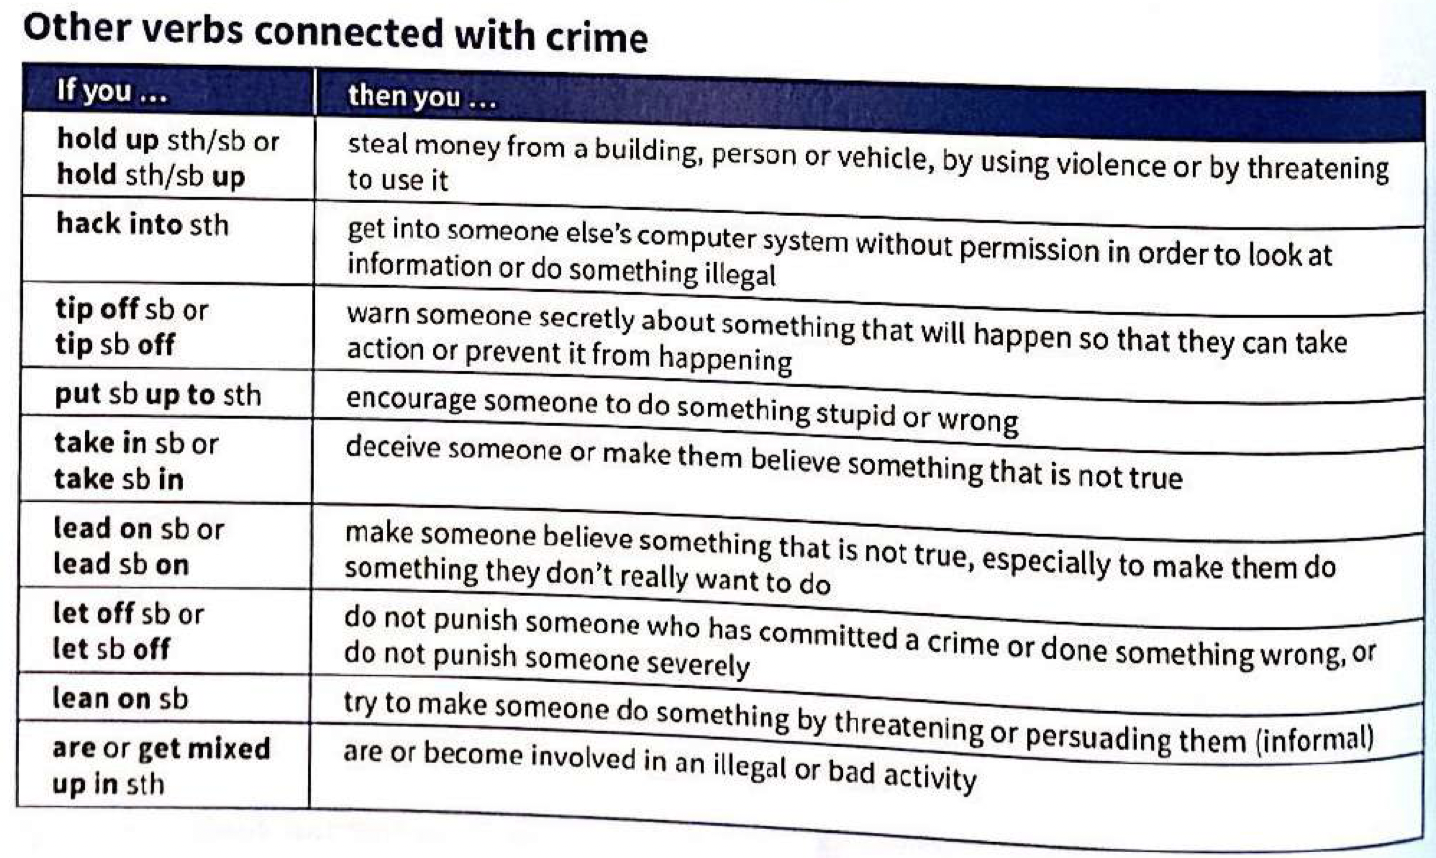 Other verbs connected with crime
If you ...
then you ...
hold up sth/sb or
hold sth/sb up
steal money from a building, person or vehicle, by using violence or by threatening
to use it
hack into sth
get into someone else's computer system without permission in order to look at
information or do something illegal
tip off sb or
tip sb off
warn someone secretly about something that will happen so that they can take
action or prevent it from happening
put sb up to sth
encourage someone to do something stupid or wrong
take in sb or
take sb in
deceive someone or make them believe something that is not true
lead on sb or
lead sb on
make someone believe something that is not true, especially to make them do
something they don't really want to do
let off sb or
let sb off
do not punish someone who has committed a crime or done something wrong, or
do not punish someone severely
lean on sb
try to make someone do something by threatening or persuading them (informal)
are or get mixed
up in sth
are or become involved in an illegal or bad activity